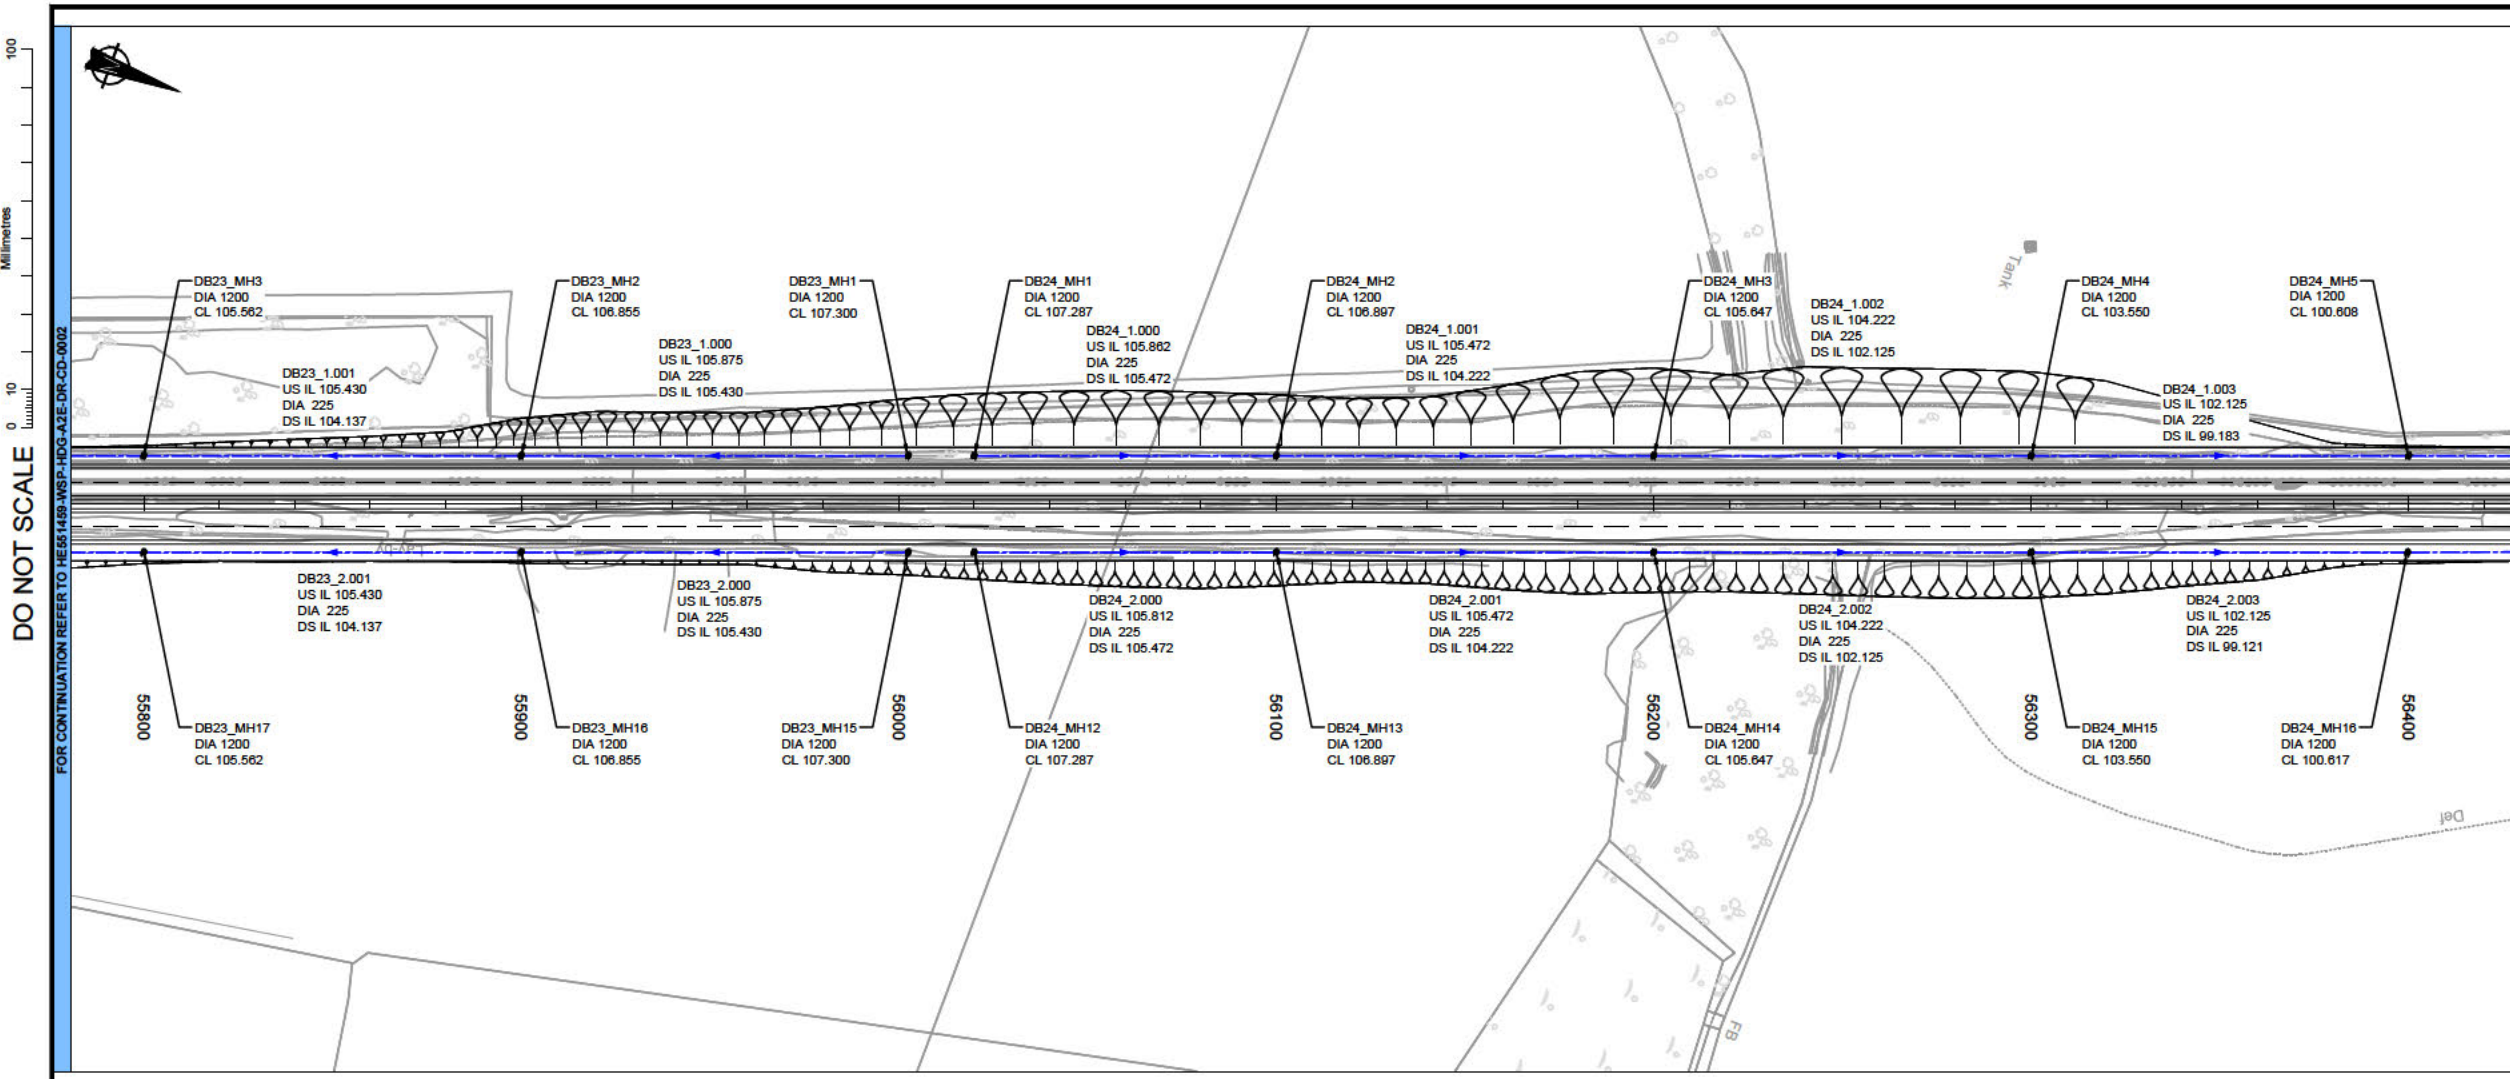 100
Millimetres
10
0
DO NOT SCALE
FOR CONTINUATION REFER TO HE551459-WSP-HDG-A2E-DR-CD-0002
DB23_MH3
DIA 1200
CL 105.562
DB23_MH2
DIA 1200
CL 106.855
DB23_MH1
DIA 1200
CL 107.300
DB24_MH1
DIA 1200
CL 107.287
DB24_MH2
DIA 1200
CL 106.897
DB24_MH3
DIA 1200
CL 105.647
DB24_MH4
DIA 1200
CL 103.550
DB24_MH5
DIA 1200
CL 100.608
Tank
DB23_1.001
US IL 105.430
DIA 225
DS IL 104.137
DB23_1.000
US IL 105.875
DIA 225
DS IL 105.430
DB24_1.000
US IL 105.862
DIA 225
DS IL 105.472
DB24_1.001
US IL 105.472
DIA 225
DS IL 104.222
DB24_1.002
US IL 104.222
DIA 225
DS IL 102.125
DB24_1.003
US IL 102.125
DIA 225
DS IL 99.183
Lay-by
DB23_2.001
US IL 105.430
DIA 225
DS IL 104.137
DB23_2.000
US IL 105.875
DIA 225
DS IL 105.430
DB24_2.000
US IL 105.812
DIA 225
DS IL 105.472
DB24_2.001
US IL 105.472
DIA 225
DS IL 104.222
DB24_2.002
US IL 104.222
DIA 225
DS IL 102.125
DB24_2.003
US IL 102.125
DIA 225
DS IL 99.121
55800
55900
56000
56100
56200
56300
56400
DB23_MH17
DIA 1200
CL 105.562
DB23_MH16
DIA 1200
CL 106.855
DB23_MH15
DIA 1200
CL 107.300
DB24_MH12
DIA 1200
CL 107.287
DB24_MH13
DIA 1200
CL 106.897
DB24_MH14
DIA 1200
CL 105.647
DB24_MH15
DIA 1200
CL 103.550
DB24_MH16
DIA 1200
CL 100.617
Def
FB